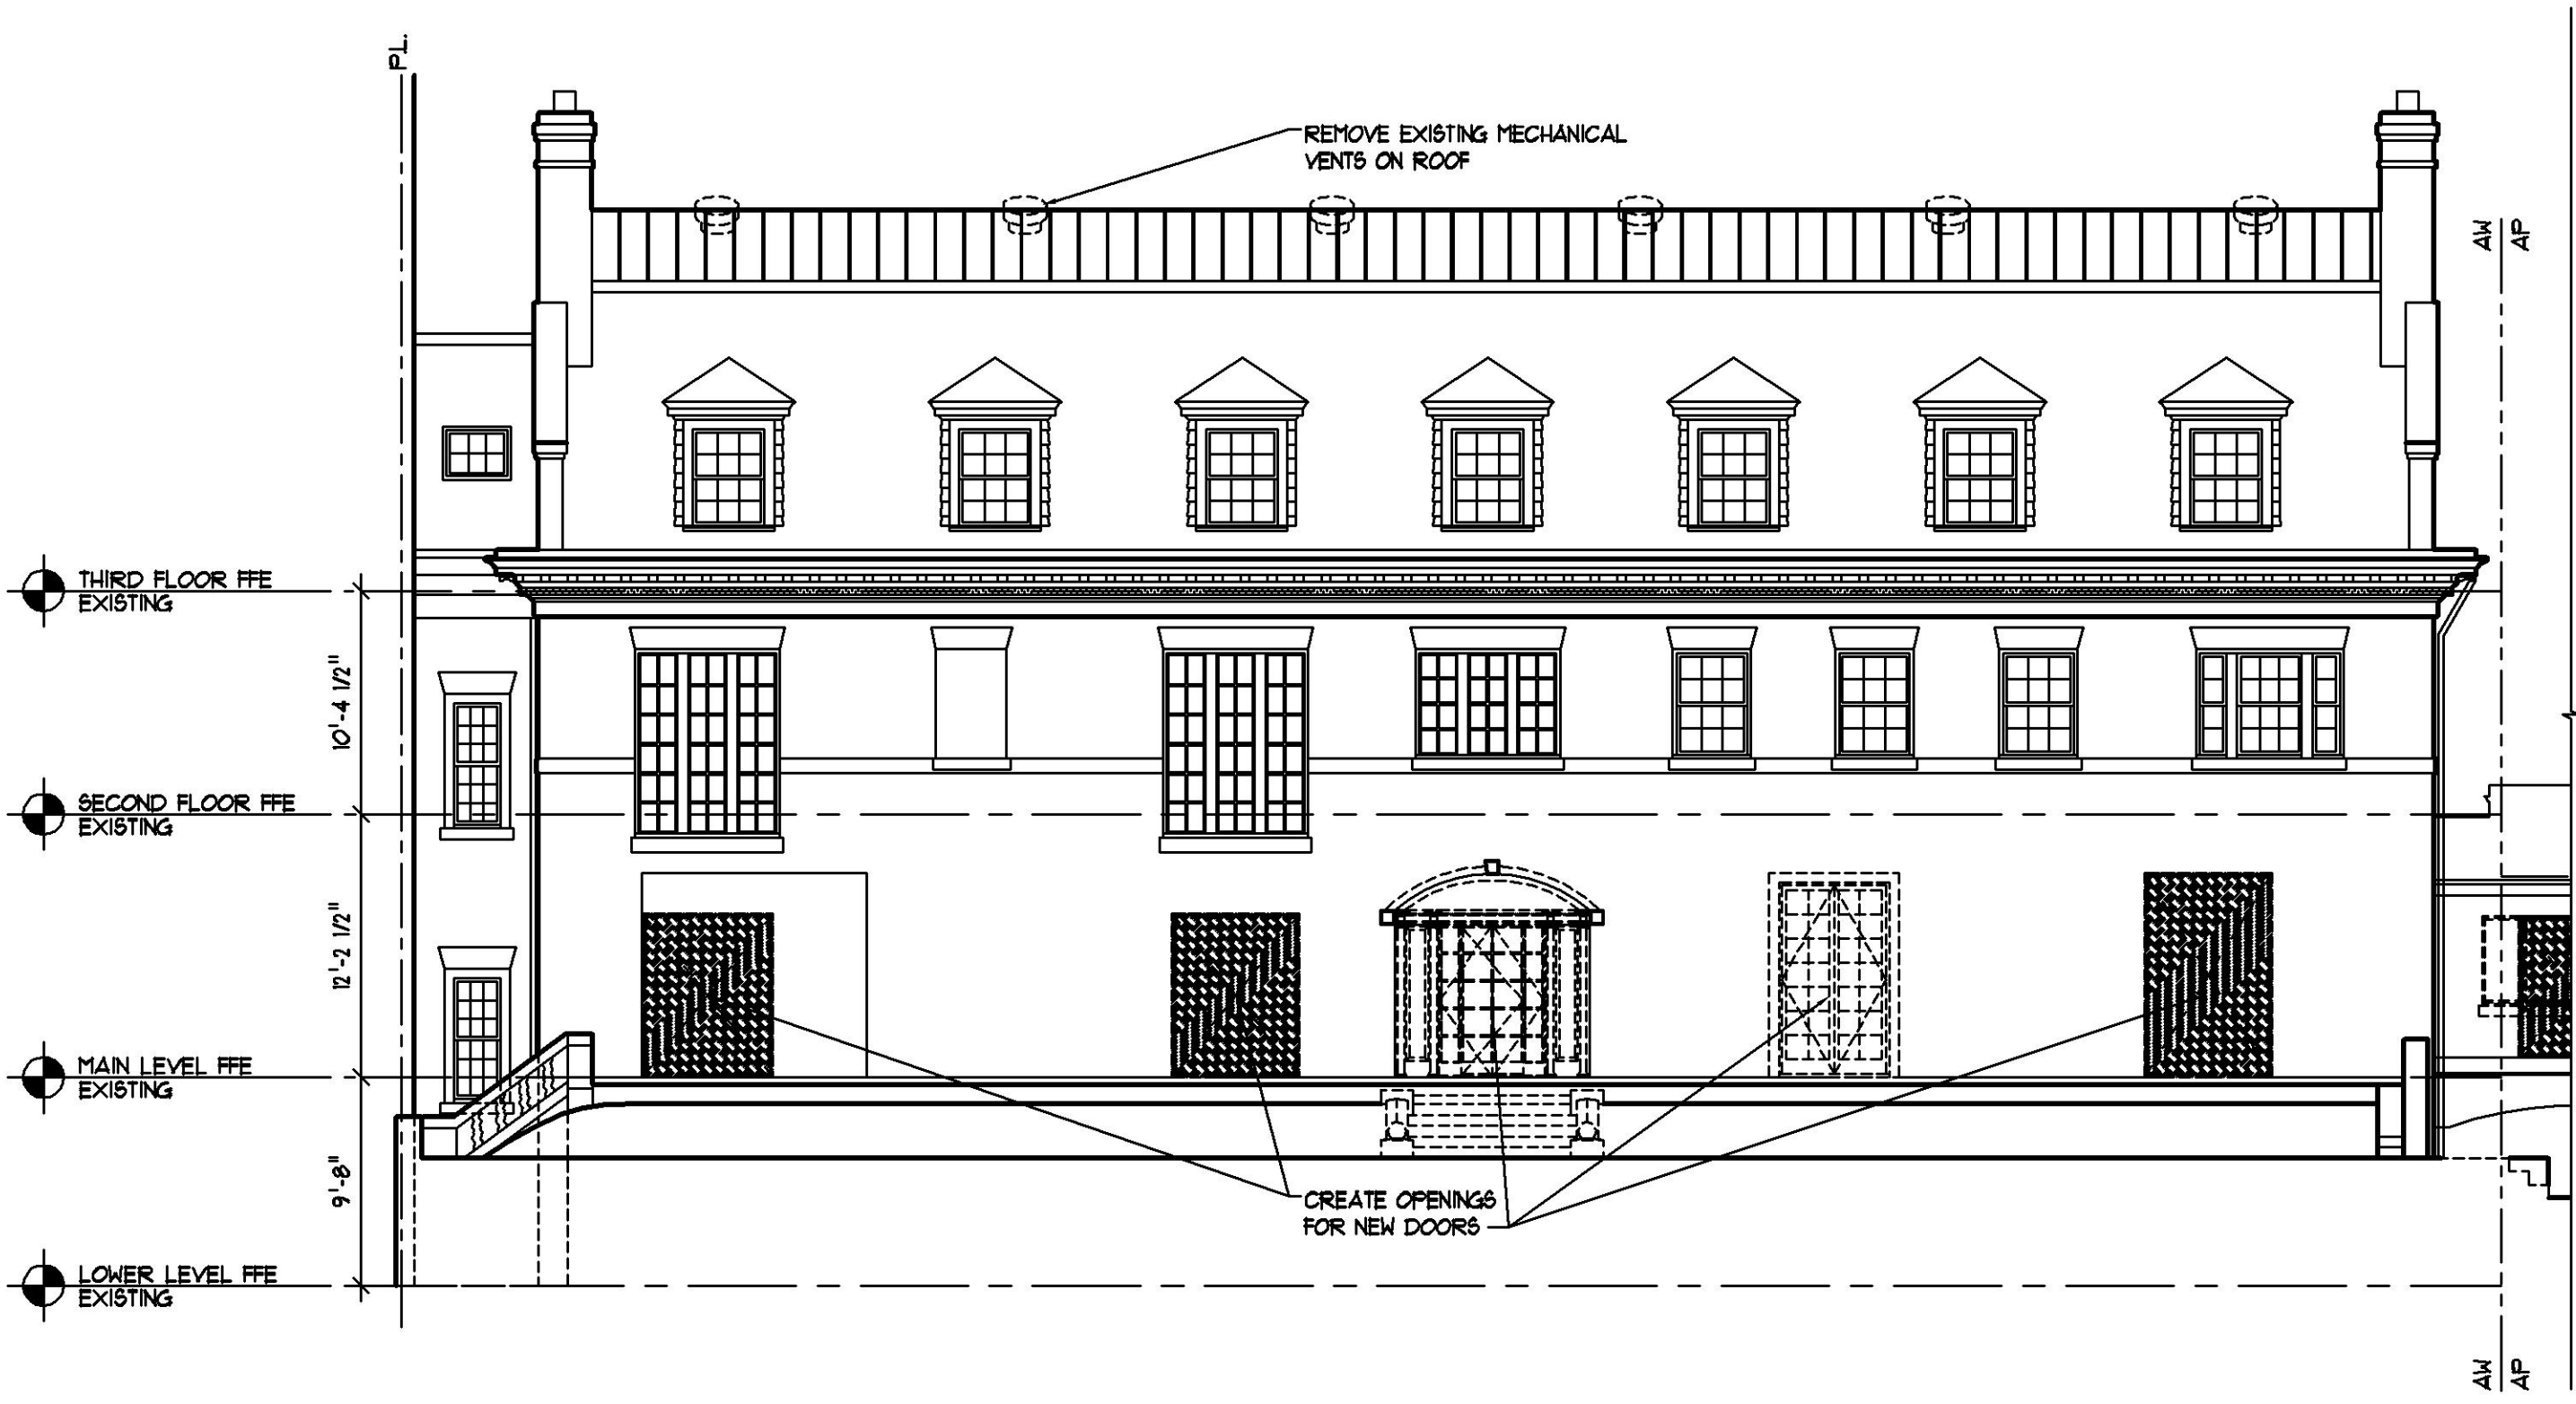 PL.
REMOVE EXISTING MECHANICAL
VENTS ON ROOF
AW
AP
THIRD FLOOR FFE
EXISTING
10'-4 1/2"
SECOND FLOOR FFE
EXISTING
12'-2 1/2"
MAIN LEVEL FFE
EXISTING
9'-8"
CREATE OPENINGS
FOR NEW DOORS
LOWER LEVEL FFE
EXISTING
AW
AP